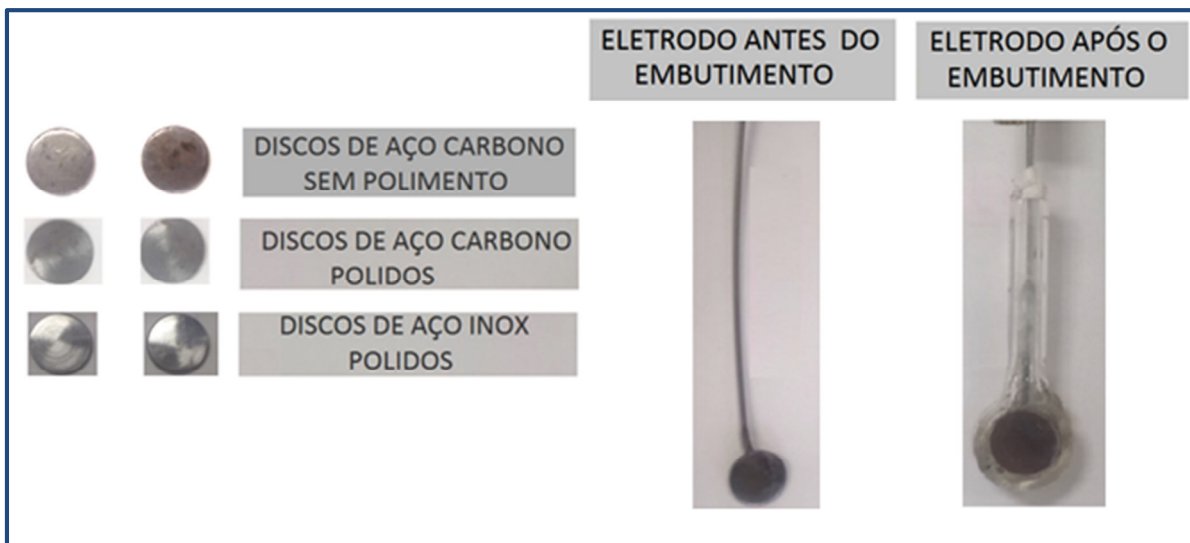 ELETRODO ANTES DO
EMBUTIMENTO
ELETRODO APÓS O
EMBUTIMENTO
DISCOS DE AÇO CARBONO
SEM POLIMENTO
DISCOS DE AÇO CARBONO
POLIDOS
DISCOS DE AÇO INOX
POLIDOS